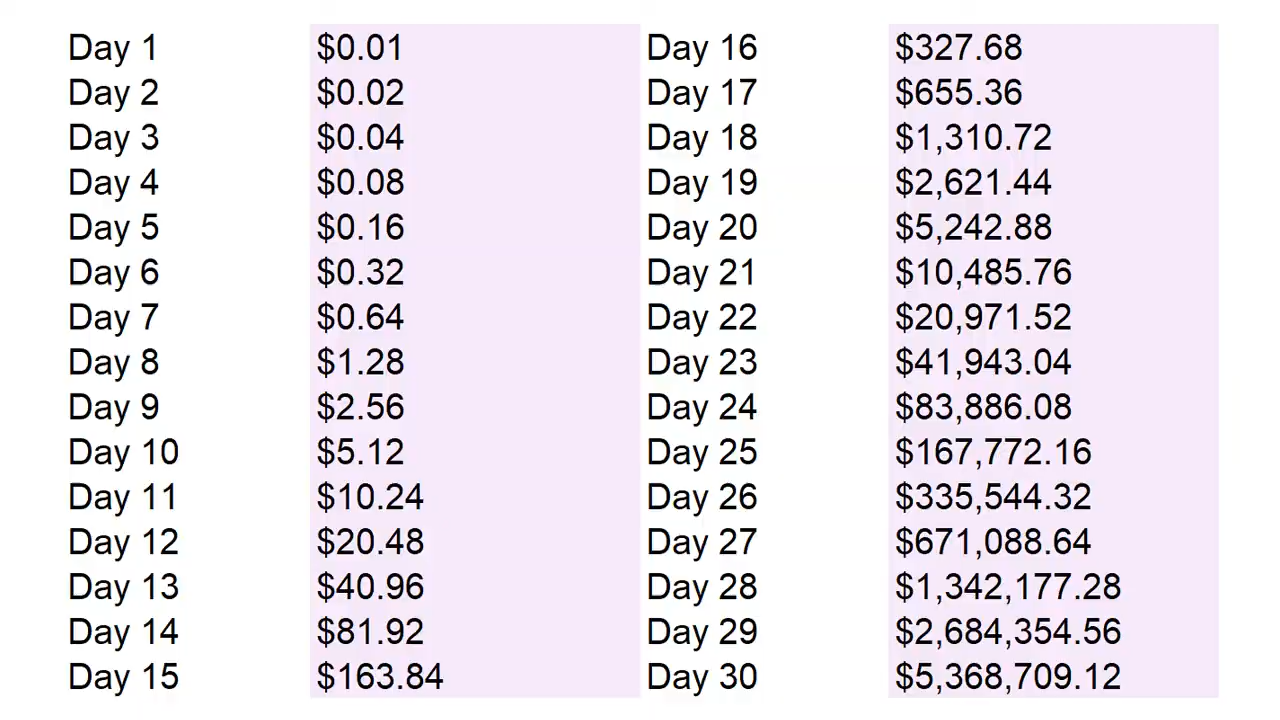 Day 1 $0.01 Day 16 $327.68
Day 2 $0.02 Day 17 $655.36
Day 3 $0.04 Day 18 $1,310.72
Day 4 $0.08 Day 19 $2,621.44
Day 5 $0.16 Day 20 $5,242.88
Day 6 $0.32 Day 21 $10,485.76
Day 7 $0.64 Day 22 $20,971.52
Day 8 $1.28 Day 23 $41,943.04
Day 9 $2.56 Day 24 $83,886.08
Day 10 $5.12 Day 25 $167,772.16
Day 11 $10.24 Day 26 $335,544.32
Day 12 $20.48 Day 27 $671,088.64
Day 13 $40.96 Day 28 $1,342,177.28
Day 14 $81.92 Day 29 $2,684,354.56
Day 15 $163.84 Day 30 $5,368,709.12